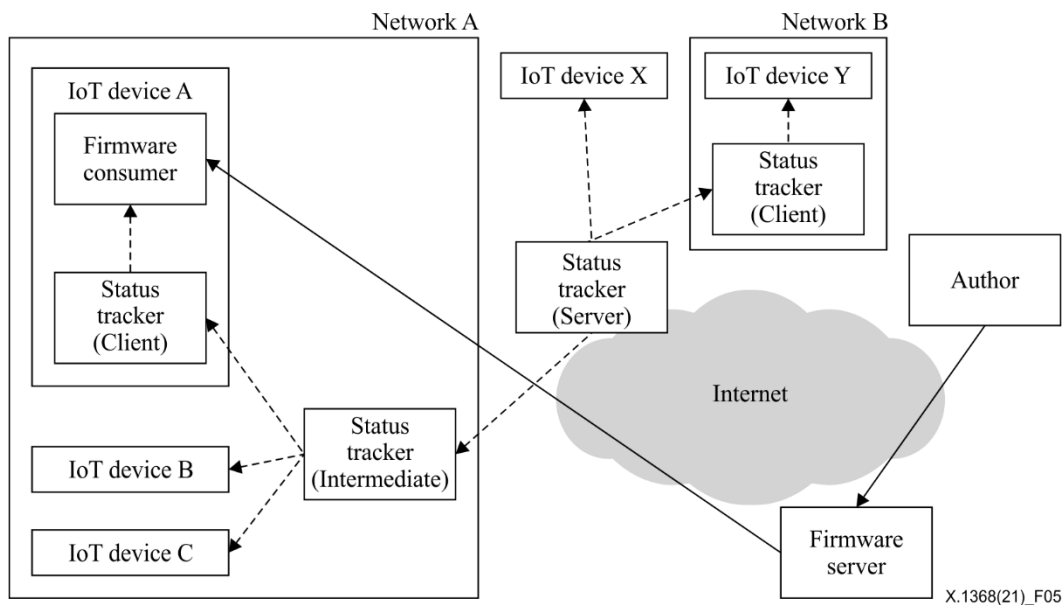 Network A
Network B
IoT device A
Firmware
consumer
Status
tracker
(Client)
IoT device B
IoT device C
Status
tracker
(Intermediate)
IoT device X
IoT device Y
Status
tracker
(Client)
Status
tracker
(Server)
Author
Internet
Firmware
server
X.1368(21)_F05